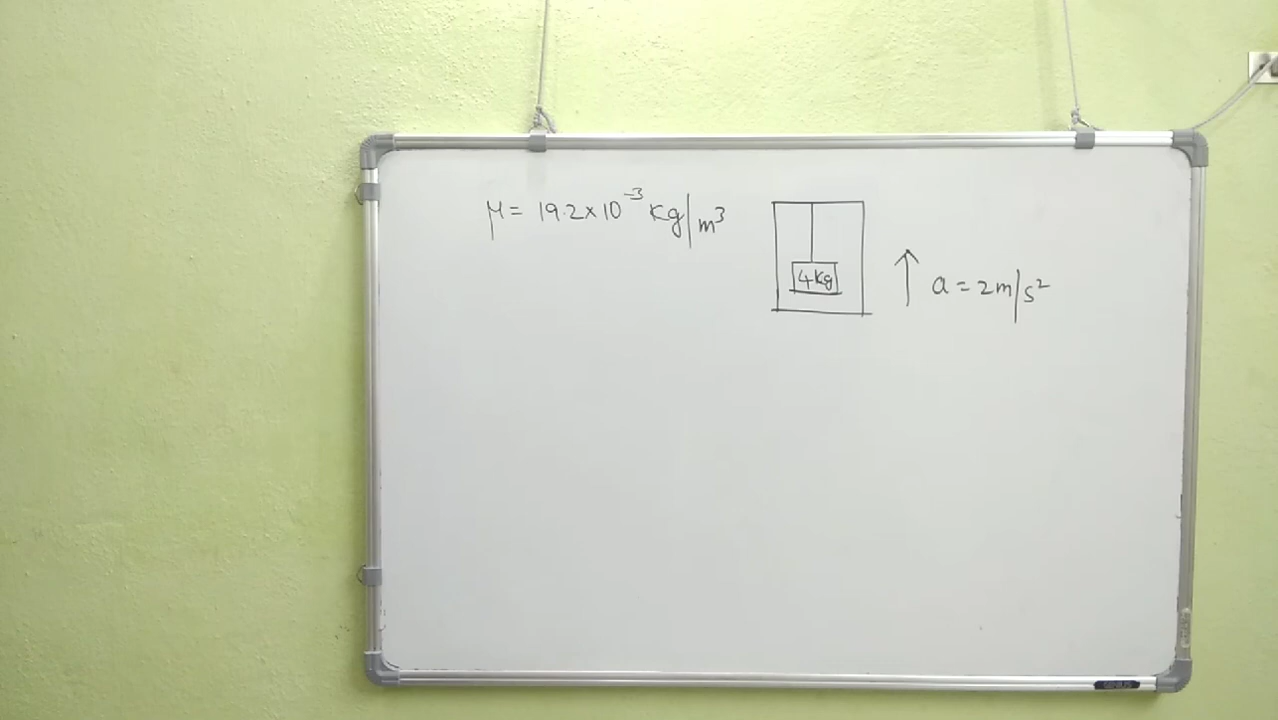 μ = 19.2×10⁻³ Kg/m³
4Kg
a = 2m/s²